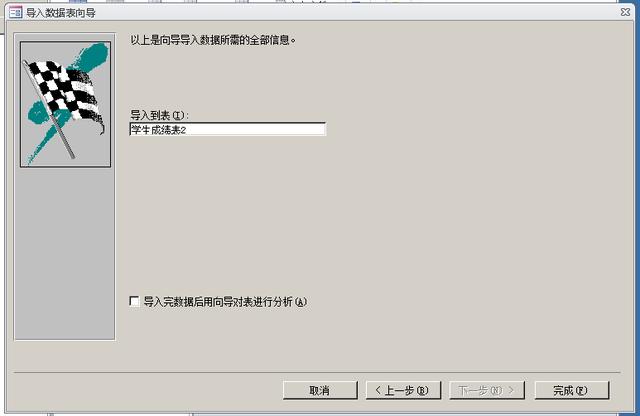 导入数据表向导
以上是向导导入数据所需的全部信息。
导入到表(I):
学生成绩表2
导入完数据后用向导对表进行分析(A)
取消
< 上一步(B)
下一步(N) >
完成(F)